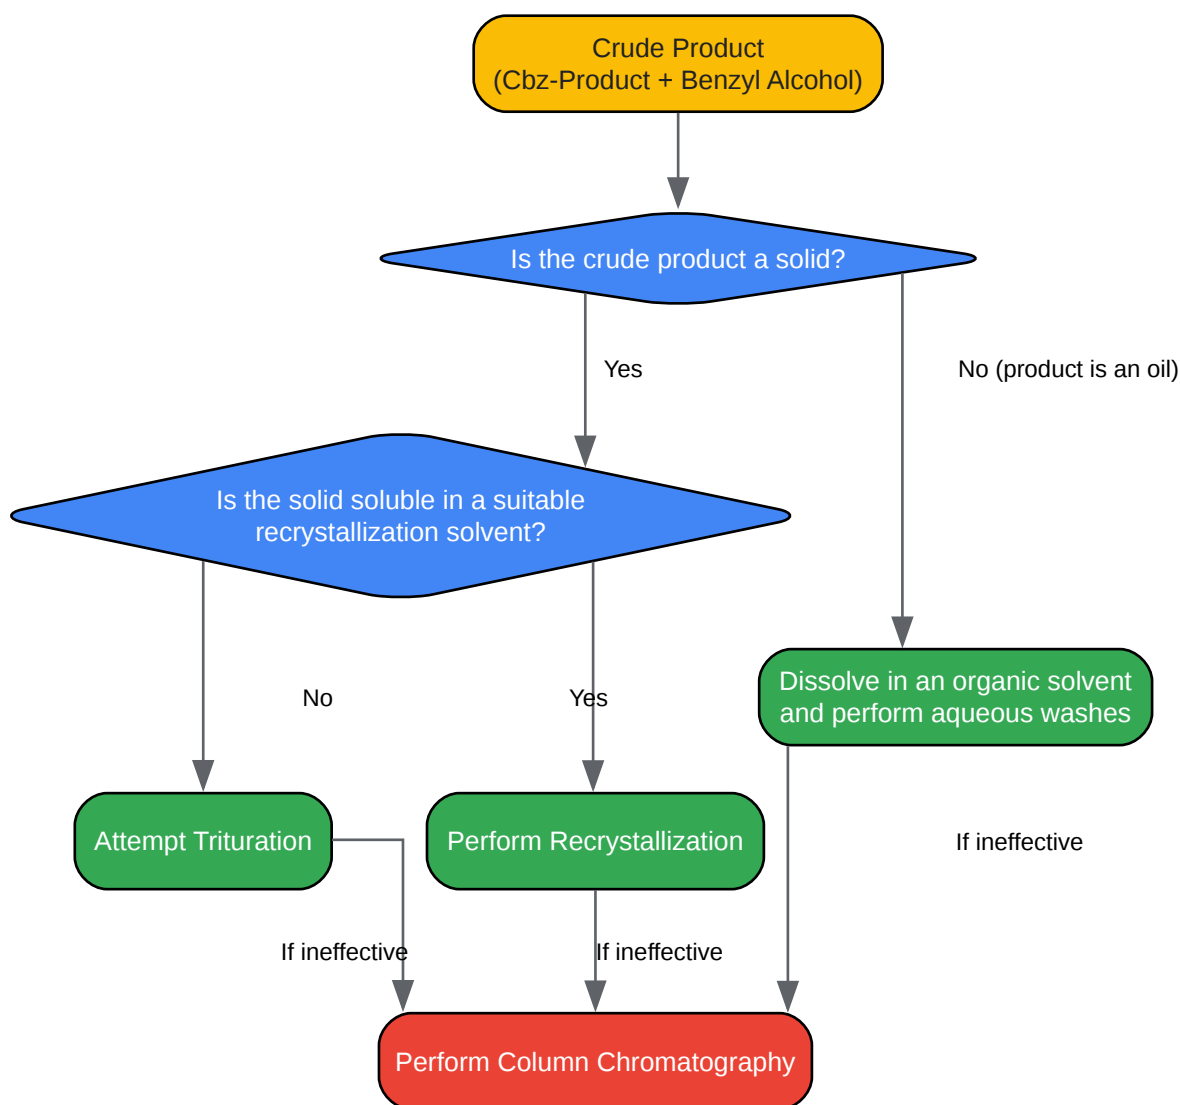 Crude Product
(Cbz-Product + Benzyl Alcohol)
Is the crude product a solid?
Yes
No (product is an oil)
Is the solid soluble in a suitable
recrystallization solvent?
No
Yes
Dissolve in an organic solvent
and perform aqueous washes
Attempt Trituration
Perform Recrystallization
If ineffective
If ineffective
If ineffective
Perform Column Chromatography